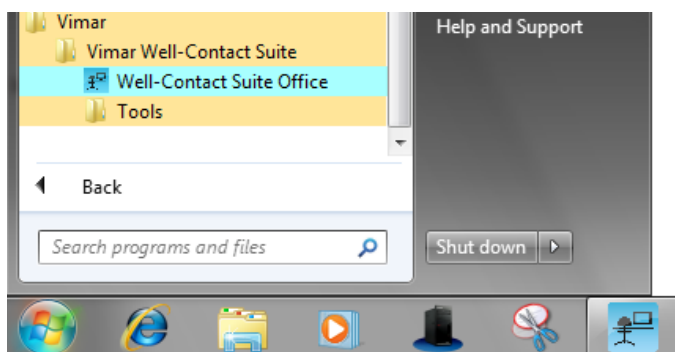 Vimar
Vimar Well-Contact Suite
Well-Contact Suite Office
Tools
Back
Search programs and files
Help and Support
Shut down